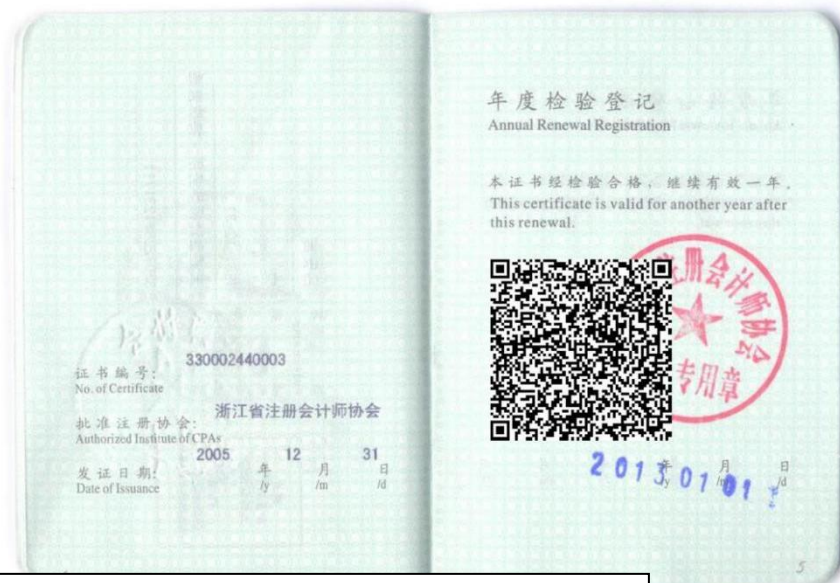 330002440003
证书编号:
No. of Certificate
浙江省注册会计师协会
批准注册协会:
Authorized Institute of CPAs
2005 12 31
发证日期: 年 月 日
Date of Issuance /y /m /d
年度检验登记
Annual Renewal Registration
本证书经检验合格，继续有效一年。
This certificate is valid for another year after
this renewal.
注册会计师协会
专用章
年 月 日
2013 01 01
/y /m /d
5